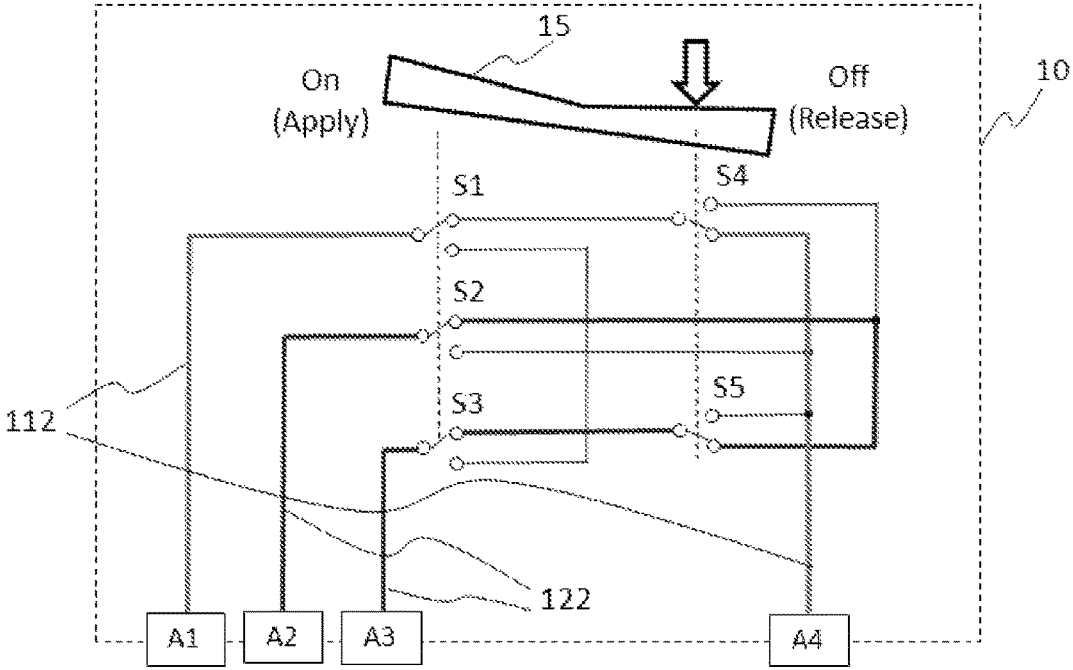 15
10
On
(Apply)
Off
(Release)
S1
S4
S2
S3
S5
112
122
A1
A2
A3
A4